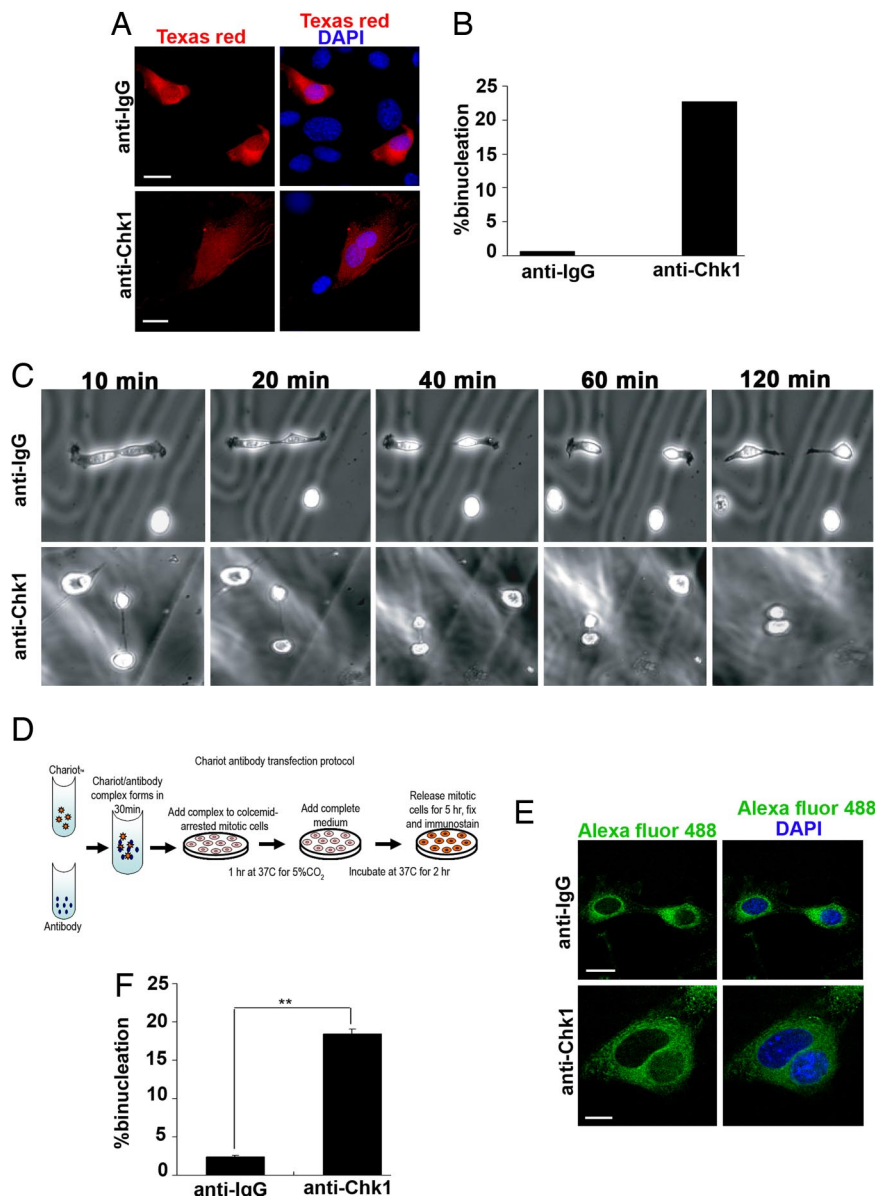 A
Texas red
Texas red
DAPI
anti-IgG
anti-Chk1
B
%binucleation
25
20
15
10
5
0
anti-IgG
anti-Chk1
C
10 min
20 min
40 min
60 min
120 min
anti-IgG
anti-Chk1
D
Chariot™
Chariot/antibody
complex forms in
30min
Chariot antibody transfection protocol
Add complex to colcemid-
arrested mitotic cells
Add complete
medium
Release mitotic
cells for 5 hr, fix
and immunostain
1 hr at 37C for 5%CO₂
Incubate at 37C for 2 hr
Antibody
E
Alexa fluor 488
Alexa fluor 488
DAPI
anti-IgG
anti-Chk1
F
%binucleation
25
20
15
10
5
0
**
anti-IgG
anti-Chk1